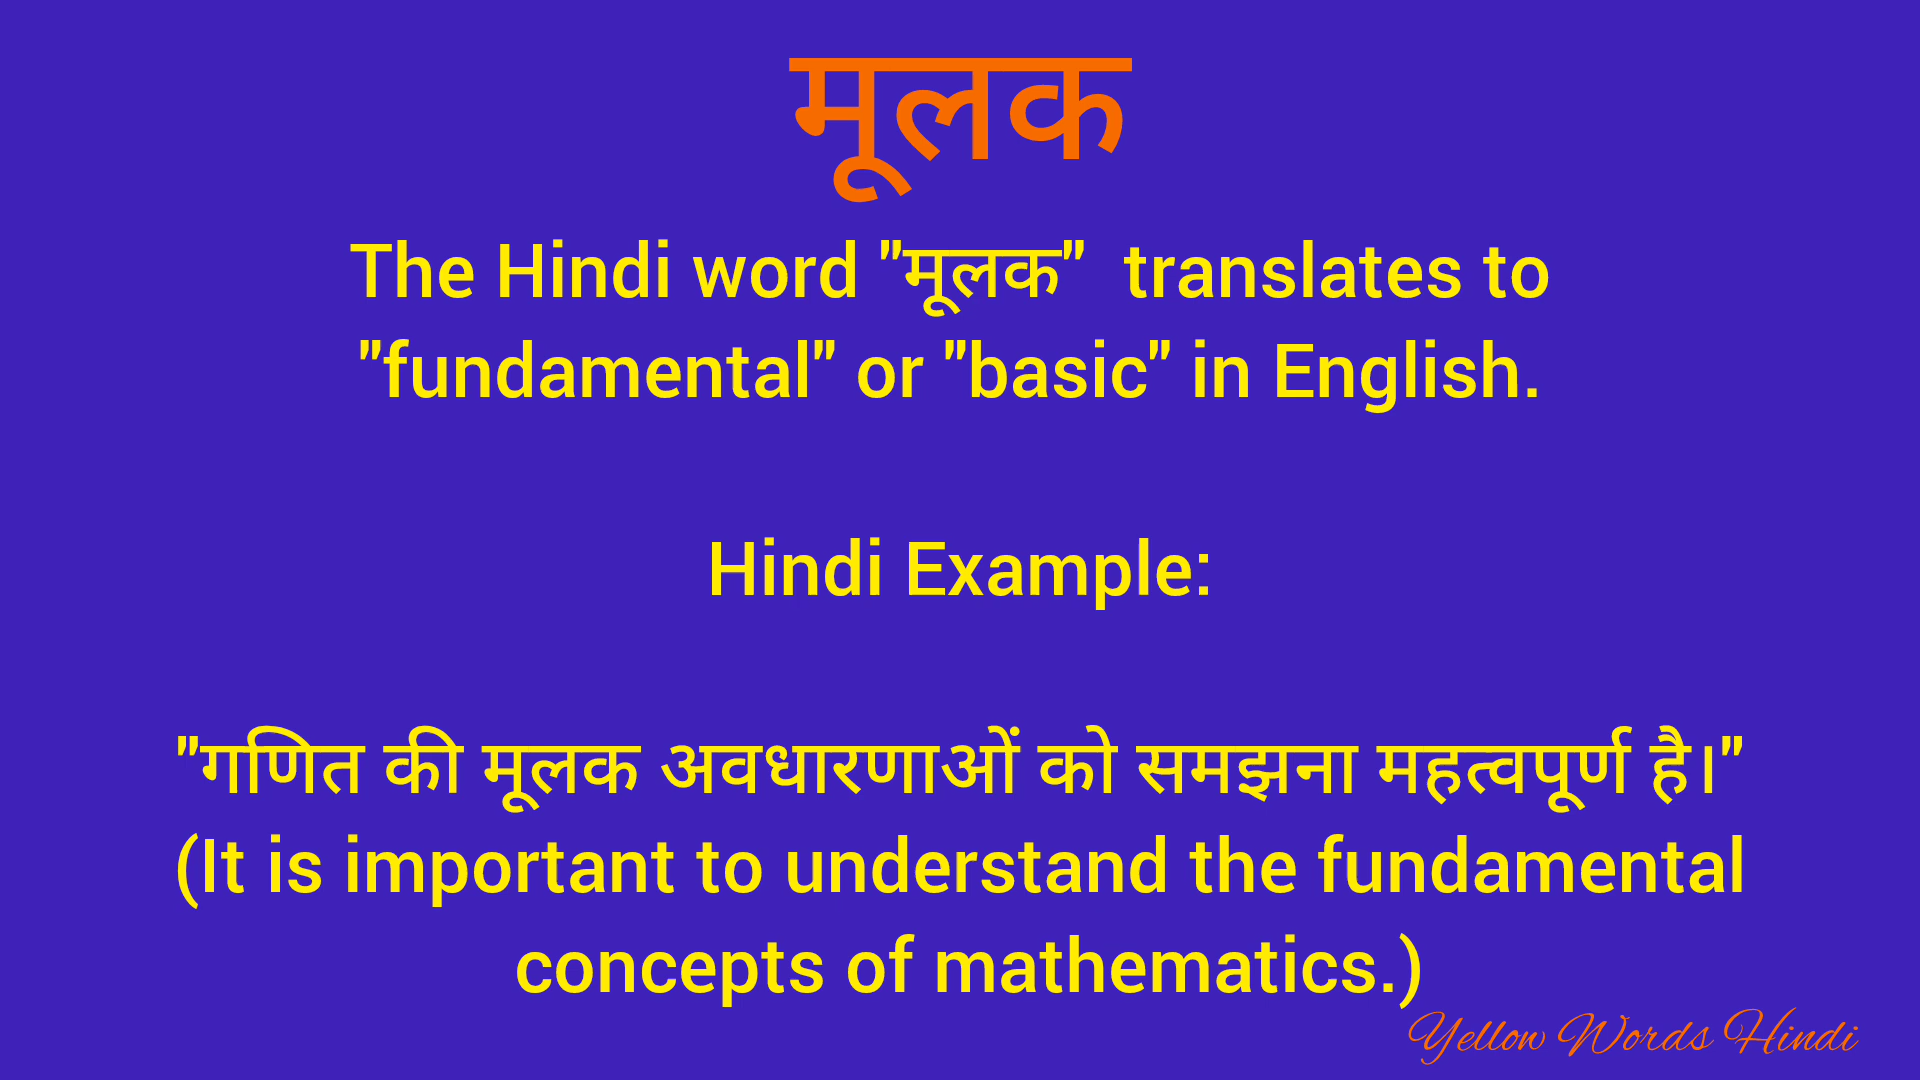 मूलक
The Hindi word "मूलक"  translates to
"fundamental" or "basic" in English.
Hindi Example:
"गणित की मूलक अवधारणाओं को समझना महत्वपूर्ण है।"
(It is important to understand the fundamental
concepts of mathematics.)
Yellow Words Hindi